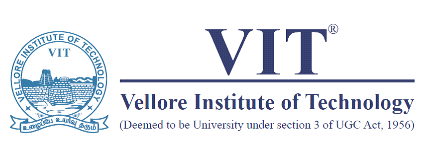 VELLORE INSTITUTE OF TECHNOLOGY
VIT
VIT®
Vellore Institute of Technology
(Deemed to be University under section 3 of UGC Act, 1956)